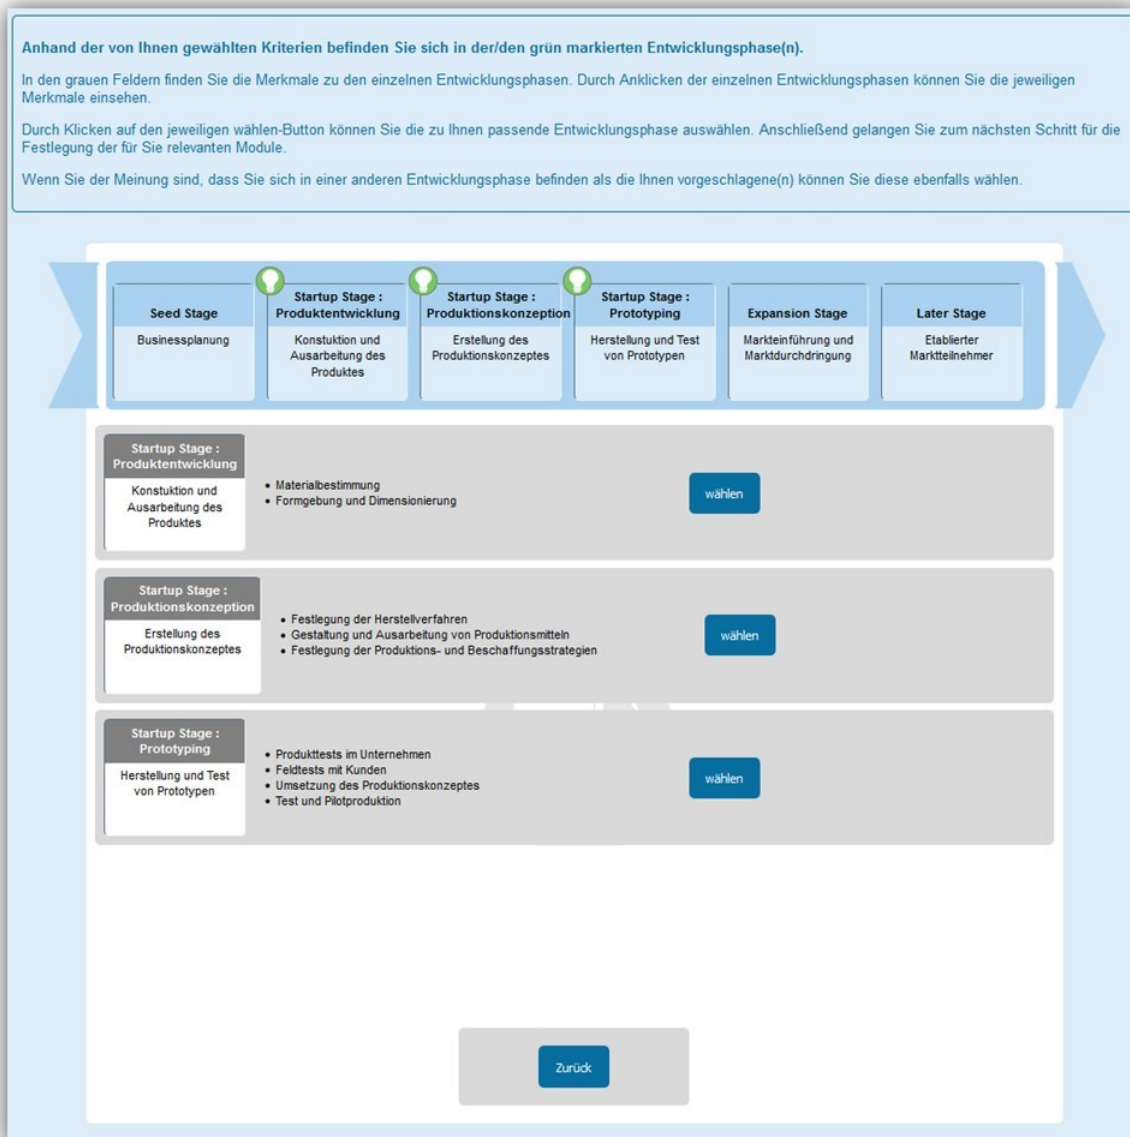 Anhand der von Ihnen gewählten Kriterien befinden Sie sich in der/den grün markierten Entwicklungsphase(n).
In den grauen Feldern finden Sie die Merkmale zu den einzelnen Entwicklungsphasen. Durch Anklicken der einzelnen Entwicklungsphasen können Sie die jeweiligen
Merkmale einsehen.
Durch Klicken auf den jeweiligen wählen-Button können Sie die zu Ihnen passende Entwicklungsphase auswählen. Anschließend gelangen Sie zum nächsten Schritt für die
Festlegung der für Sie relevanten Module.
Wenn Sie der Meinung sind, dass Sie sich in einer anderen Entwicklungsphase befinden als die Ihnen vorgeschlagene(n) können Sie diese ebenfalls wählen.
Seed Stage
Businessplanung
Startup Stage :
Produktentwicklung
Konstuktion und
Ausarbeitung des
Produktes
Startup Stage :
Produktionskonzeption
Erstellung des
Produktionskonzeptes
Startup Stage :
Prototyping
Herstellung und Test
von Prototypen
Expansion Stage
Markteinführung und
Marktdurchdringung
Later Stage
Etablierter
Marktteilnehmer
Startup Stage :
Produktentwicklung
Konstuktion und
Ausarbeitung des
Produktes
• Materialbestimmung
• Formgebung und Dimensionierung
wählen
Startup Stage :
Produktionskonzeption
Erstellung des
Produktionskonzeptes
• Festlegung der Herstellverfahren
• Gestaltung und Ausarbeitung von Produktionsmitteln
• Festlegung der Produktions- und Beschaffungsstrategien
wählen
Startup Stage :
Prototyping
Herstellung und Test
von Prototypen
• Produkttests im Unternehmen
• Feldtests mit Kunden
• Umsetzung des Produktionskonzeptes
• Test und Pilotproduktion
wählen
Zurück